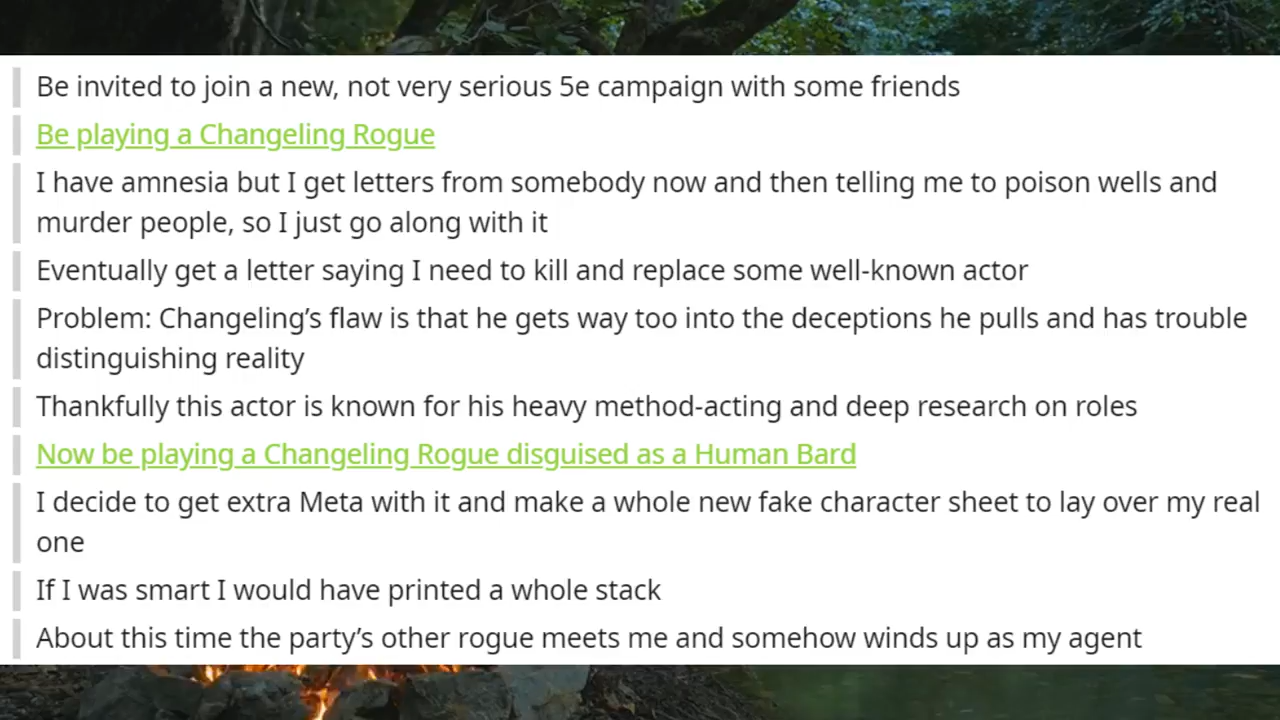 Be invited to join a new, not very serious 5e campaign with some friends
Be playing a Changeling Rogue
I have amnesia but I get letters from somebody now and then telling me to poison wells and
murder people, so I just go along with it
Eventually get a letter saying I need to kill and replace some well-known actor
Problem: Changeling’s flaw is that he gets way too into the deceptions he pulls and has trouble
distinguishing reality
Thankfully this actor is known for his heavy method-acting and deep research on roles
Now be playing a Changeling Rogue disguised as a Human Bard
I decide to get extra Meta with it and make a whole new fake character sheet to lay over my real
one
If I was smart I would have printed a whole stack
About this time the party’s other rogue meets me and somehow winds up as my agent